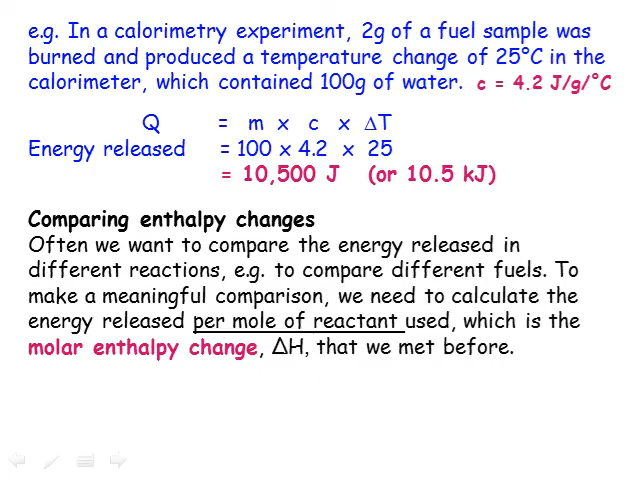 e.g. In a calorimetry experiment, 2g of a fuel sample was
burned and produced a temperature change of 25°C in the
calorimeter, which contained 100g of water. c = 4.2 J/g/°C
Q = m x c x ΔT
Energy released = 100 x 4.2 x 25
= 10,500 J (or 10.5 kJ)
Comparing enthalpy changes
Often we want to compare the energy released in
different reactions, e.g. to compare different fuels. To
make a meaningful comparison, we need to calculate the
energy released per mole of reactant used, which is the
molar enthalpy change, ΔH, that we met before.